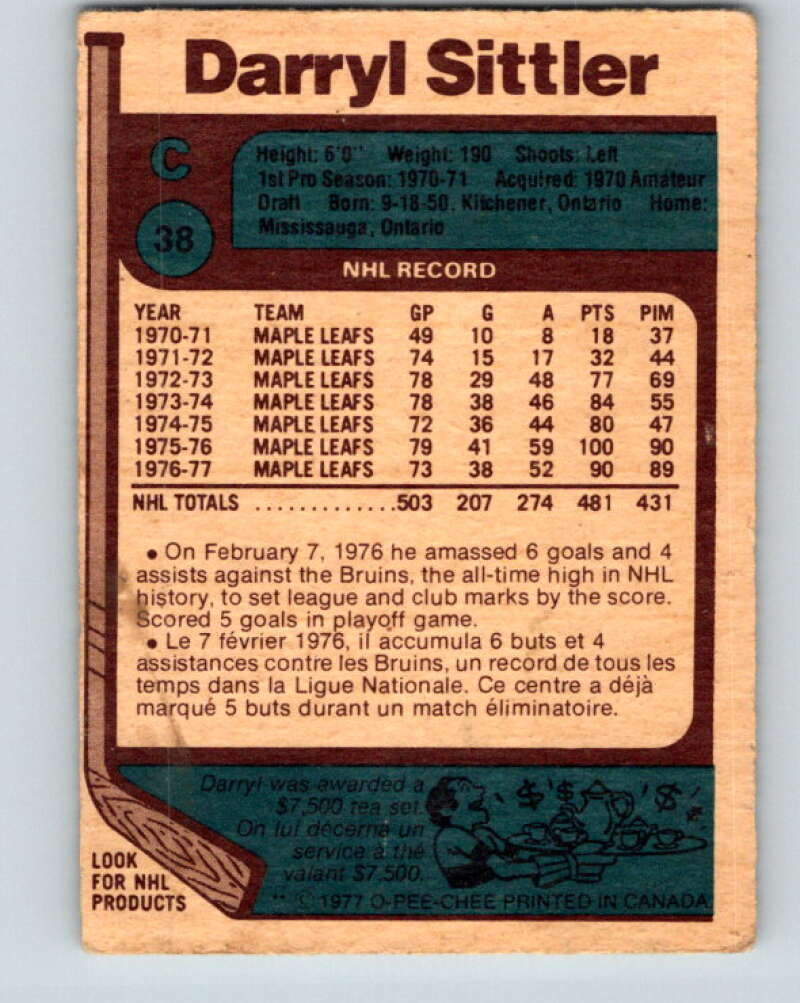 Darryl Sittler
C
38
Height: 6'0" Weight: 190 Shoots: Left
1st Pro Season: 1970-71 Acquired: 1970 Amateur
Draft Born: 9-18-50, Kitchener, Ontario Home:
Mississauga, Ontario
NHL RECORD
YEAR TEAM GP G A PTS PIM
1970-71 MAPLE LEAFS 49 10 8 18 37
1971-72 MAPLE LEAFS 74 15 17 32 44
1972-73 MAPLE LEAFS 78 29 48 77 69
1973-74 MAPLE LEAFS 78 38 46 84 55
1974-75 MAPLE LEAFS 72 36 44 80 47
1975-76 MAPLE LEAFS 79 41 59 100 90
1976-77 MAPLE LEAFS 73 38 52 90 89
NHL TOTALS .............503 207 274 481 431
• On February 7, 1976 he amassed 6 goals and 4
assists against the Bruins, the all-time high in NHL
history, to set league and club marks by the score.
Scored 5 goals in playoff game.
• Le 7 février 1976, il accumula 6 buts et 4
assistances contre les Bruins, un record de tous les
temps dans la Ligue Nationale. Ce centre a déjà
marqué 5 buts durant un match éliminatoire.
Darryl was awarded a
$7,500 tea set.
On lui décerna un
service à thé
valant $7,500.
$ $ $
LOOK
FOR NHL
PRODUCTS
** © 1977 O-PEE-CHEE PRINTED IN CANADA